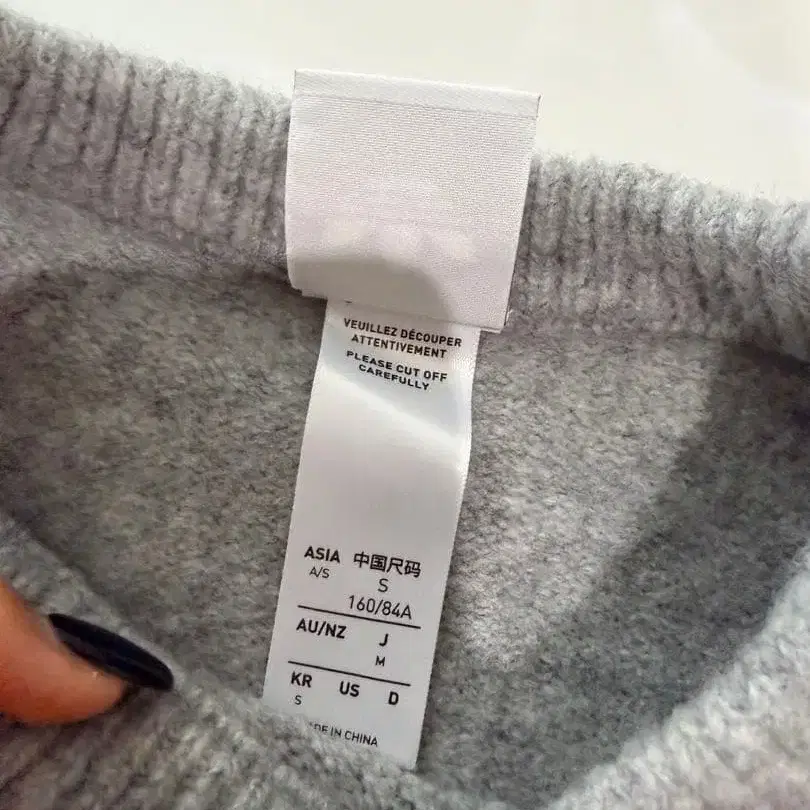 VEUILLEZ DÉCOUPER
ATTENTIVEMENT
PLEASE CUT OFF
CAREFULLY
ASIA 中国尺码
A/S S
160/84A
AU/NZ J
M
KR US D
S
DE IN CHINA